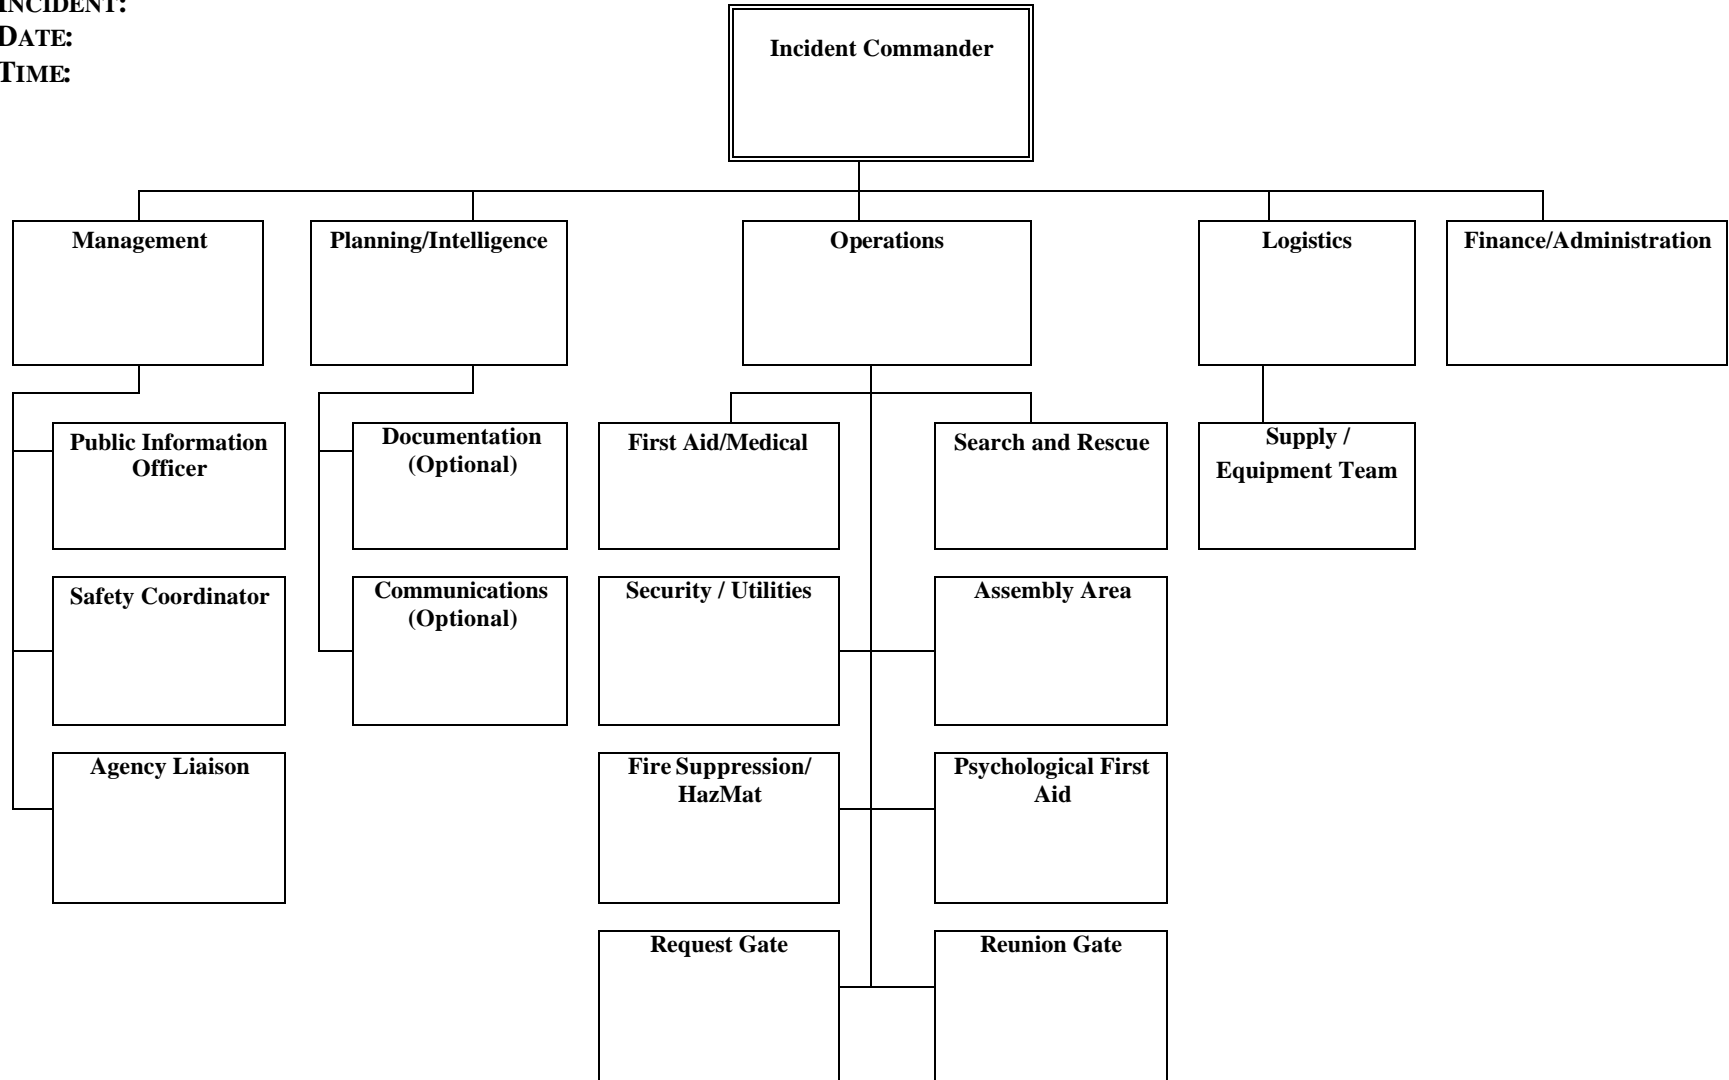 INCIDENT:
DATE:
TIME:
Incident Commander
Management
Planning/Intelligence
Operations
Logistics
Finance/Administration
Public Information
Officer
Documentation
(Optional)
First Aid/Medical
Search and Rescue
Supply /
Equipment Team
Safety Coordinator
Communications
(Optional)
Security / Utilities
Assembly Area
Agency Liaison
Fire Suppression/
HazMat
Psychological First
Aid
Request Gate
Reunion Gate